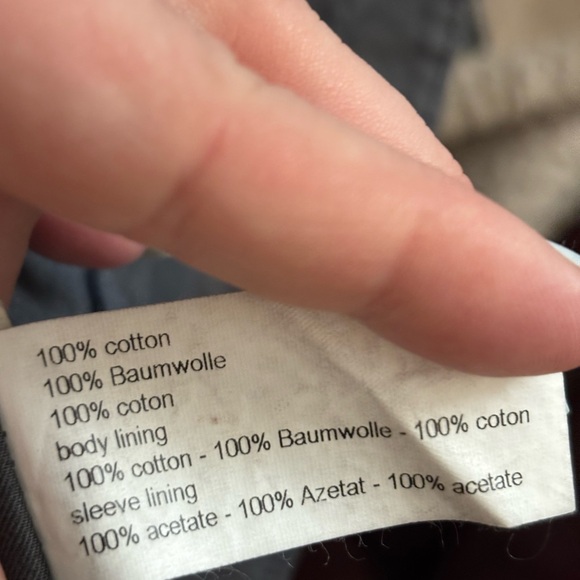 100% cotton
100% Baumwolle
100% coton
body lining
100% cotton - 100% Baumwolle - 100% coton
sleeve lining
100% acetate - 100% Azetat - 100% acetate